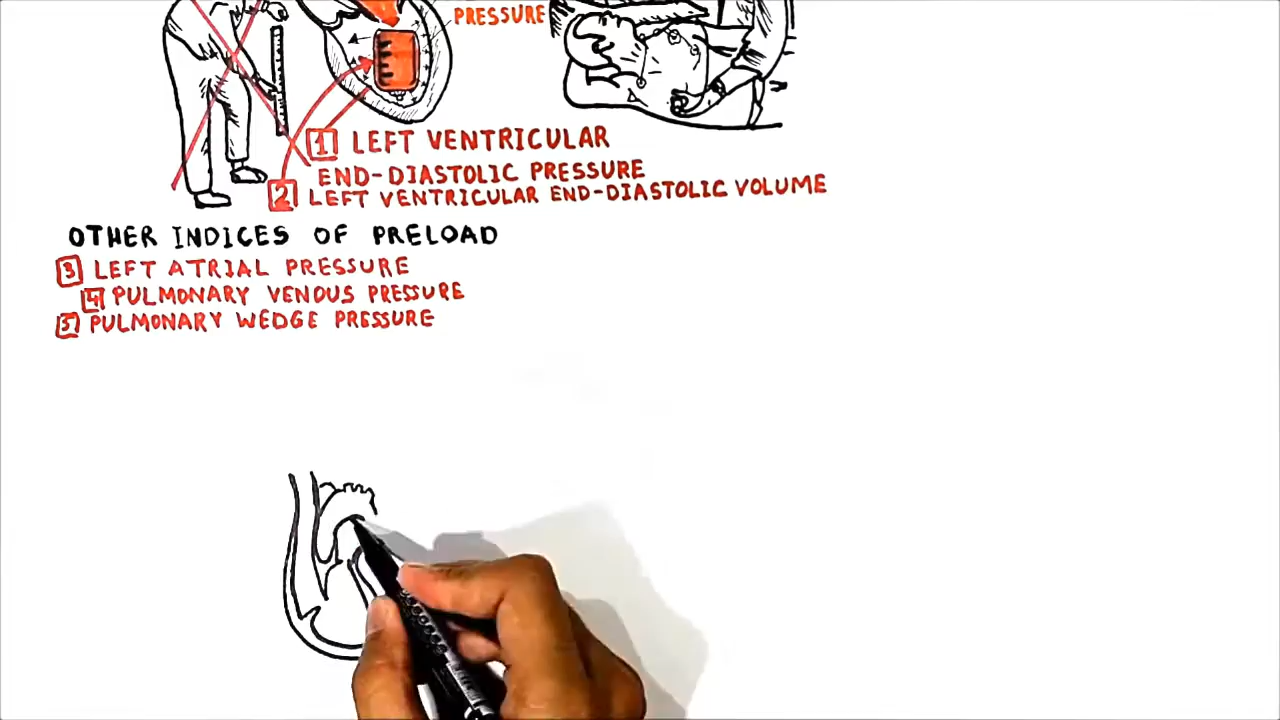 PRESSURE
1 LEFT VENTRICULAR
END-DIASTOLIC PRESSURE
2 LEFT VENTRICULAR END-DIASTOLIC VOLUME
OTHER INDICES OF PRELOAD
3 LEFT ATRIAL PRESSURE
4 PULMONARY VENOUS PRESSURE
5 PULMONARY WEDGE PRESSURE